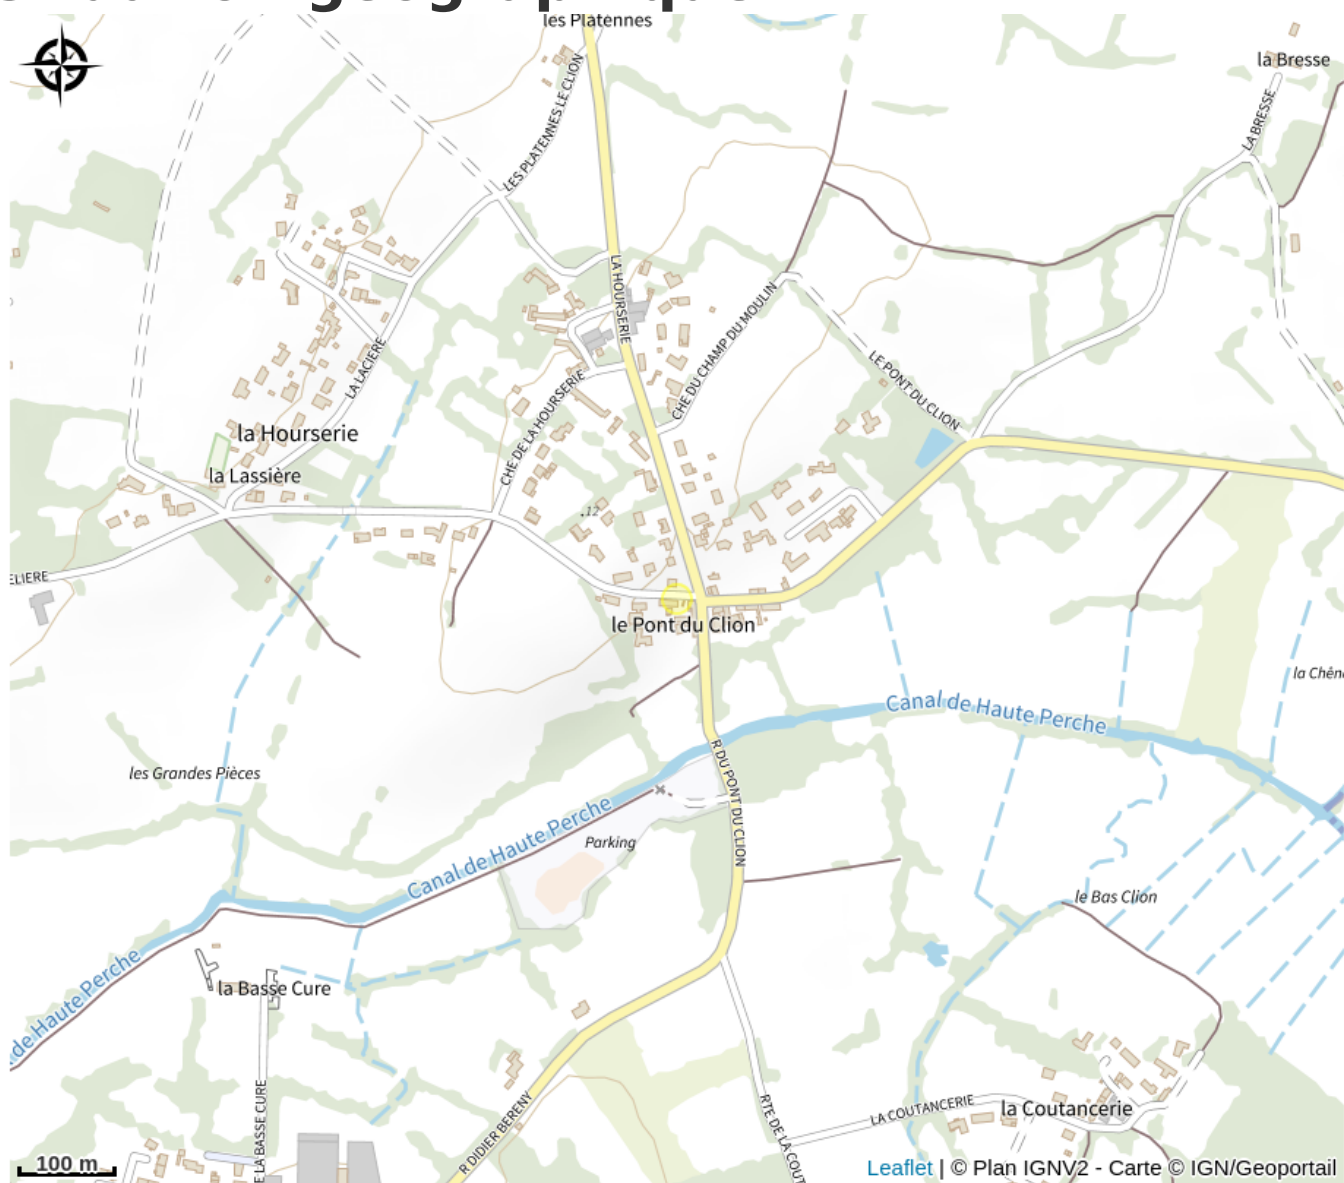 les Platennes
la Bresse
LES PLATENNES LE CLION
LA BRESSE
LA HOURSERIE
CHE DU CHAMP DU MOULIN
LE PONT DU CLION
LA LACIERE
CHE DE LA HOURSERIE
la Hourserie
la Lassière
12
ELIERE
le Pont du Clion
la Chên
Canal de Haute Perche
R DU PONT DU CLION
les Grandes Pièces
Canal de Haute Perche
Parking
le Bas Clion
de Haute Perche
la Basse Cure
E LA BASSE CURE
R DIDIER BERENY
RTE DE LA COUT
LA COUTANCERIE
la Coutancerie
100 m
Leaflet | © Plan IGNV2 - Carte © IGN/Geoportail